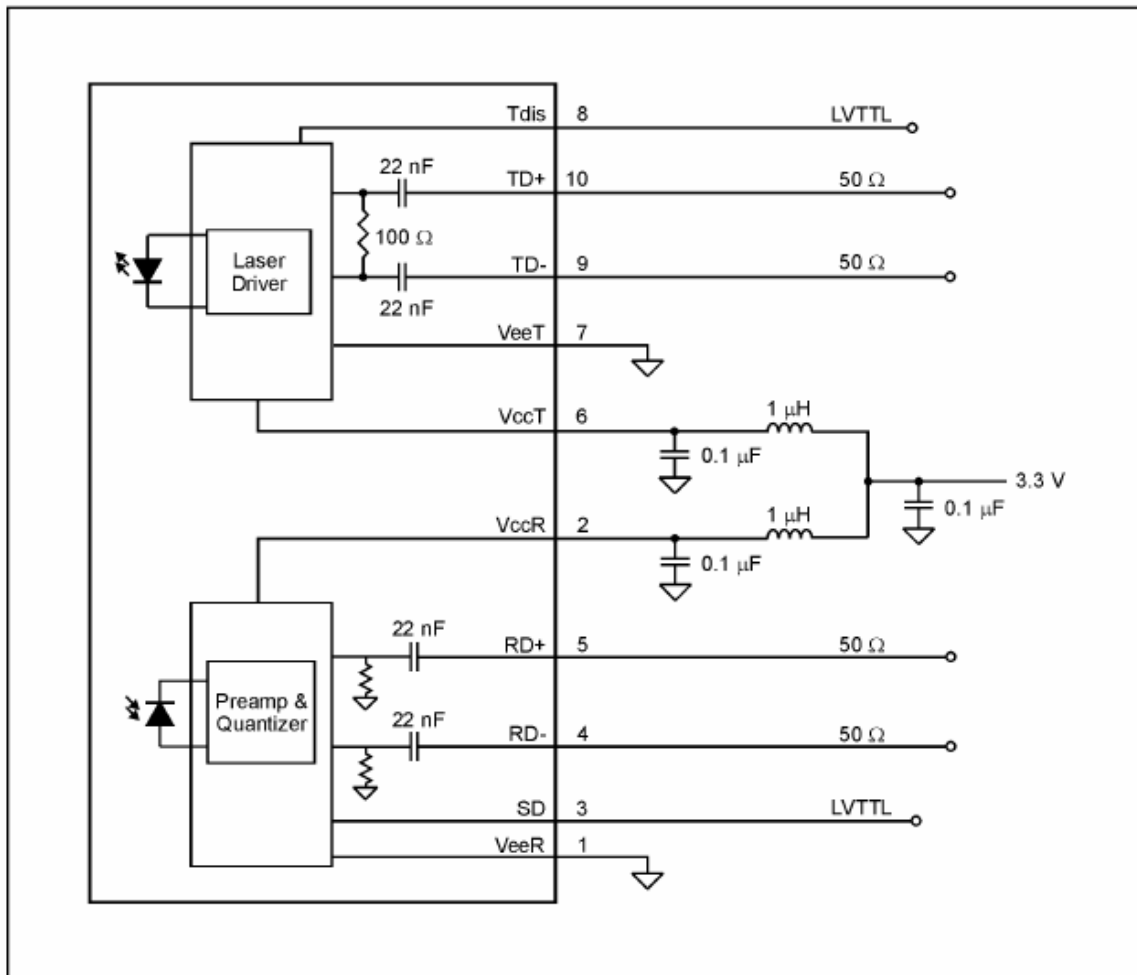 Tdis 8 LVTTL
22 nF TD+ 10 50 Ω
100 Ω
Laser
Driver
TD- 9 50 Ω
22 nF
VeeT 7
VccT 6 1 μH
0.1 μF
3.3 V
0.1 μF
VccR 2 1 μH
0.1 μF
22 nF RD+ 5 50 Ω
Preamp &
Quantizer
22 nF RD- 4 50 Ω
SD 3 LVTTL
VeeR 1